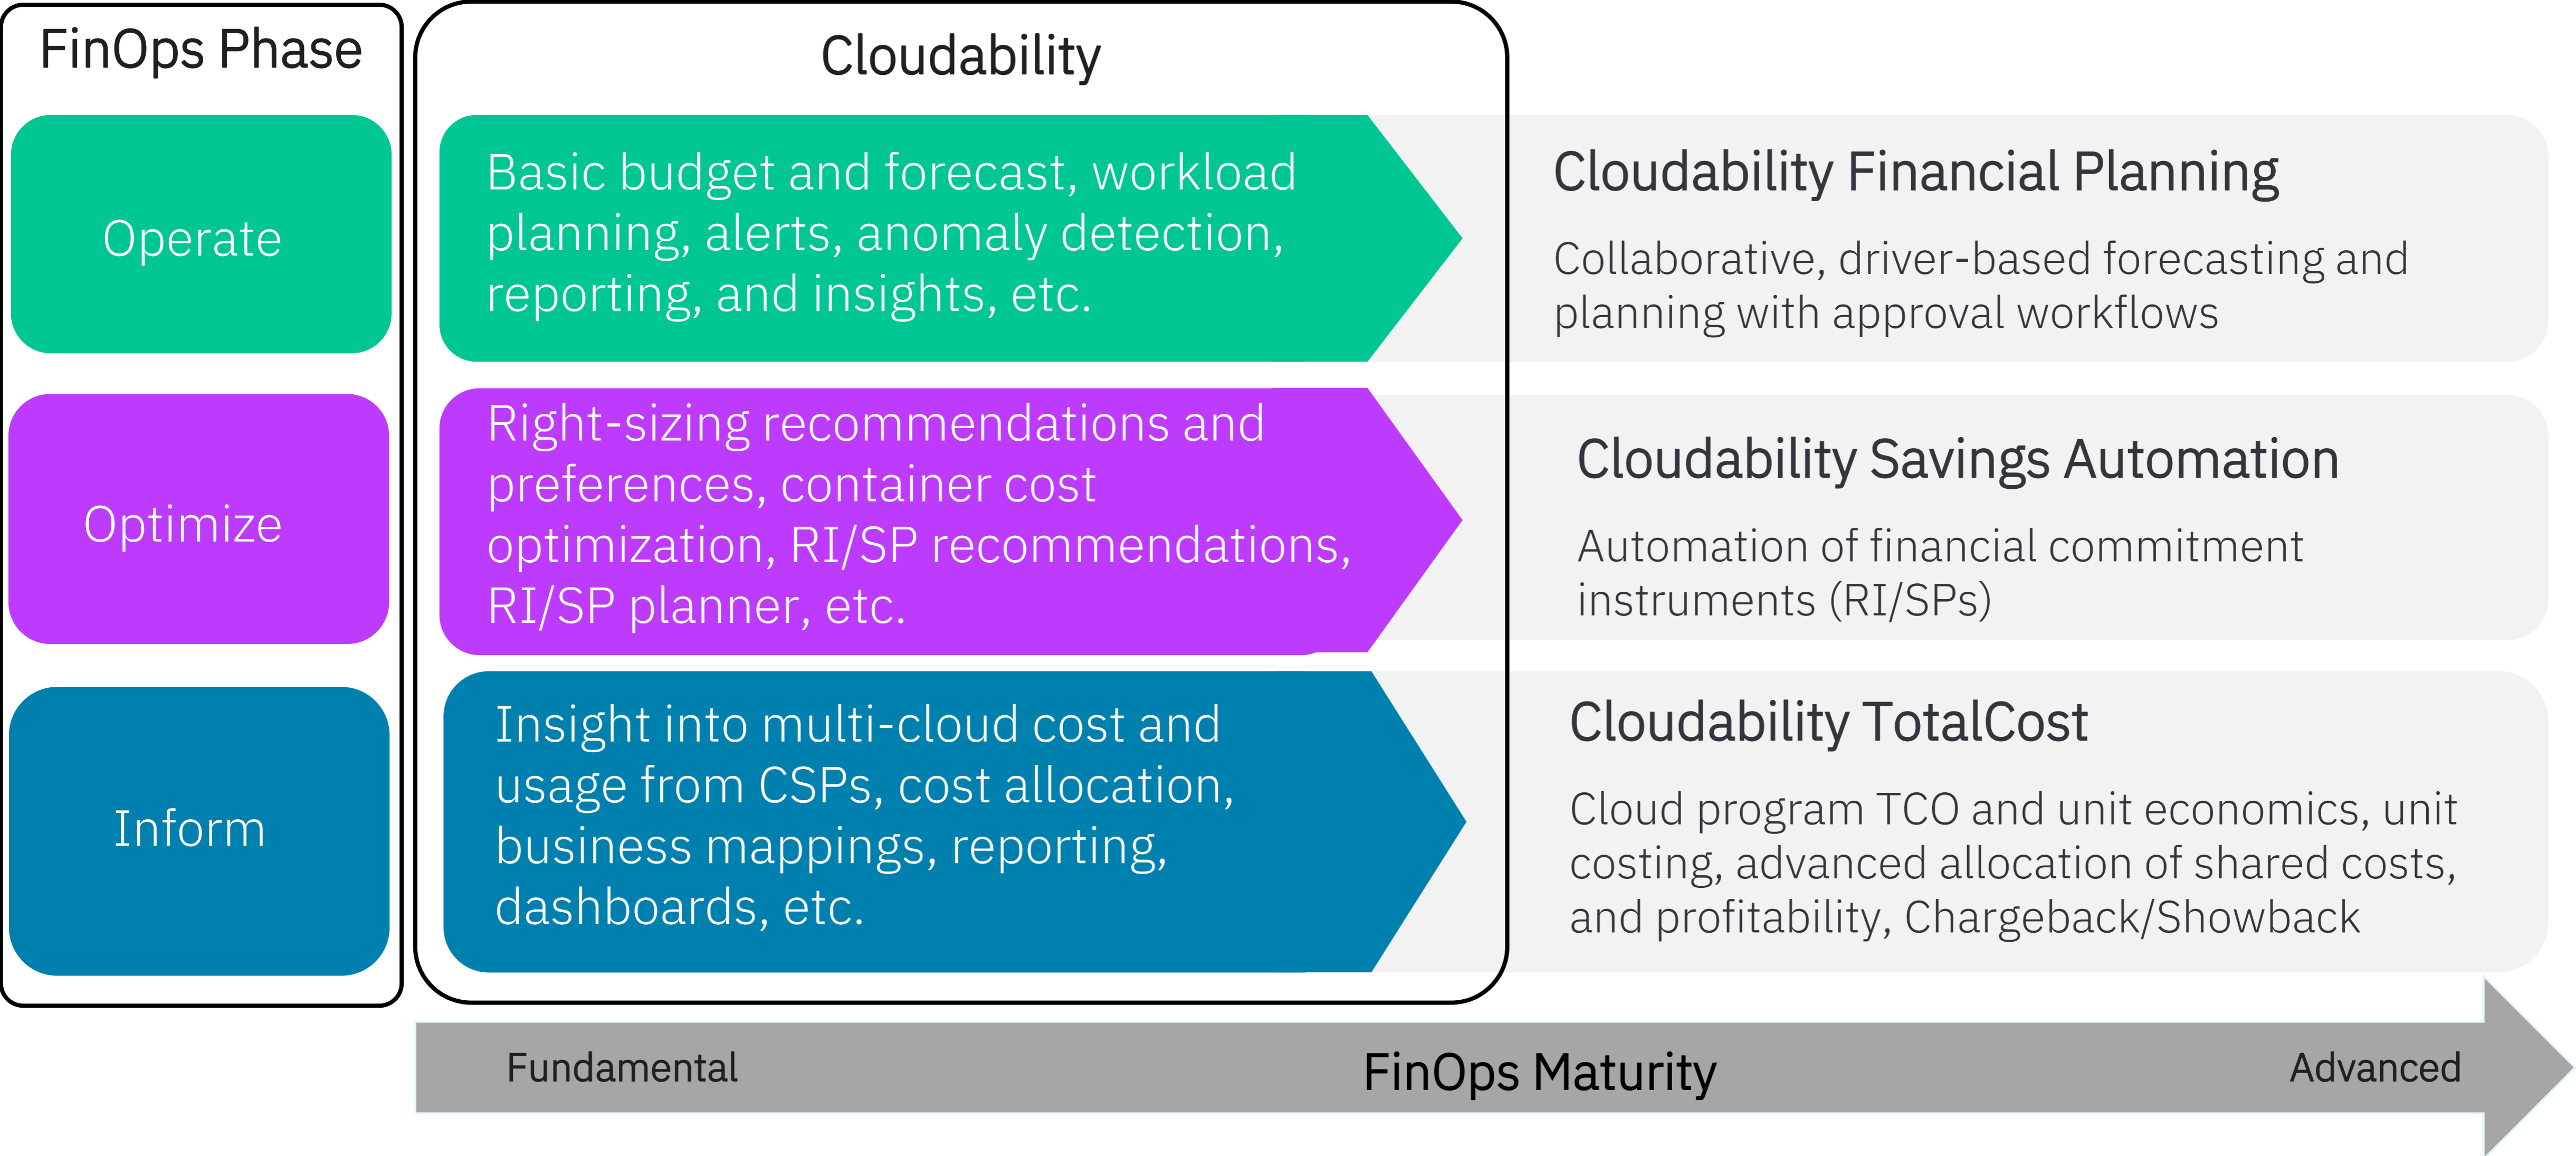 FinOps Phase
Cloudability
Operate
Basic budget and forecast, workload
planning, alerts, anomaly detection,
reporting, and insights, etc.
Cloudability Financial Planning
Collaborative, driver-based forecasting and
planning with approval workflows
Optimize
Right-sizing recommendations and
preferences, container cost
optimization, RI/SP recommendations,
RI/SP planner, etc.
Cloudability Savings Automation
Automation of financial commitment
instruments (RI/SPs)
Inform
Insight into multi-cloud cost and
usage from CSPs, cost allocation,
business mappings, reporting,
dashboards, etc.
Cloudability TotalCost
Cloud program TCO and unit economics, unit
costing, advanced allocation of shared costs,
and profitability, Chargeback/Showback
Fundamental
FinOps Maturity
Advanced